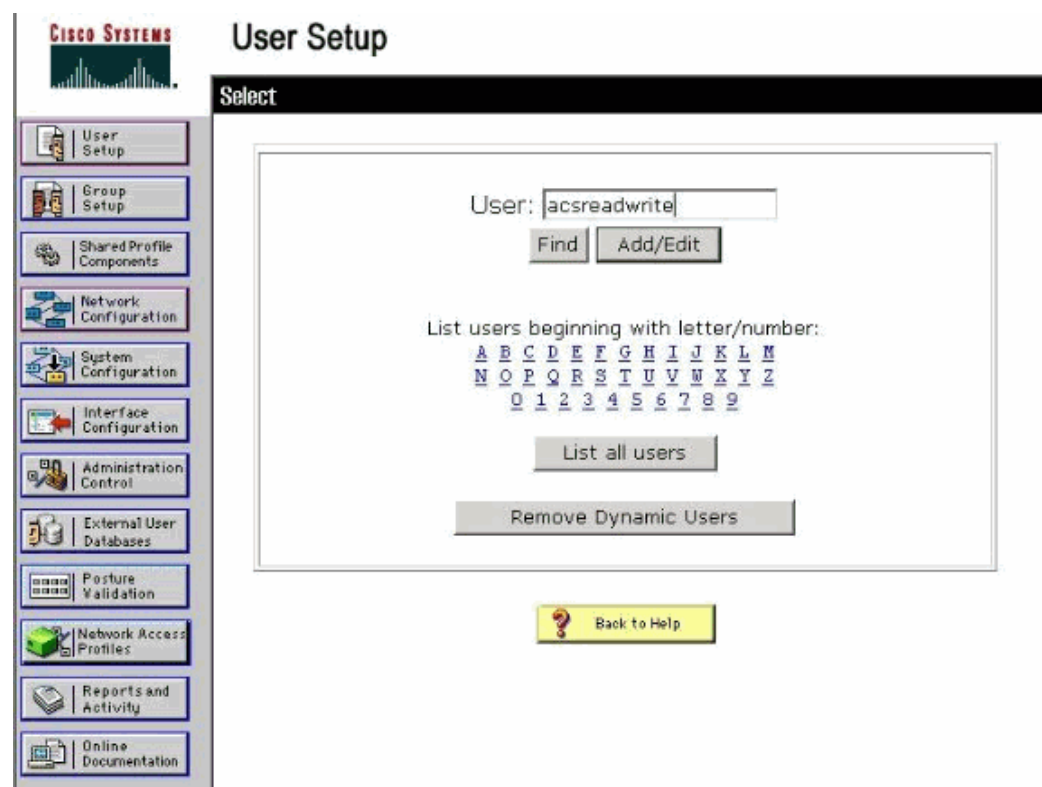 CISCO SYSTEMS
User Setup
Select
User
Setup
Group
Setup
Shared Profile
Components
Network
Configuration
System
Configuration
Interface
Configuration
Administration
Control
External User
Databases
Posture
Validation
Network Access
Profiles
Reports and
Activity
Online
Documentation
User: acsreadwrite
Find Add/Edit
List users beginning with letter/number:
A B C D E F G H I J K L M
N O P Q R S T U V W X Y Z
0 1 2 3 4 5 6 7 8 9
List all users
Remove Dynamic Users
? Back to Help